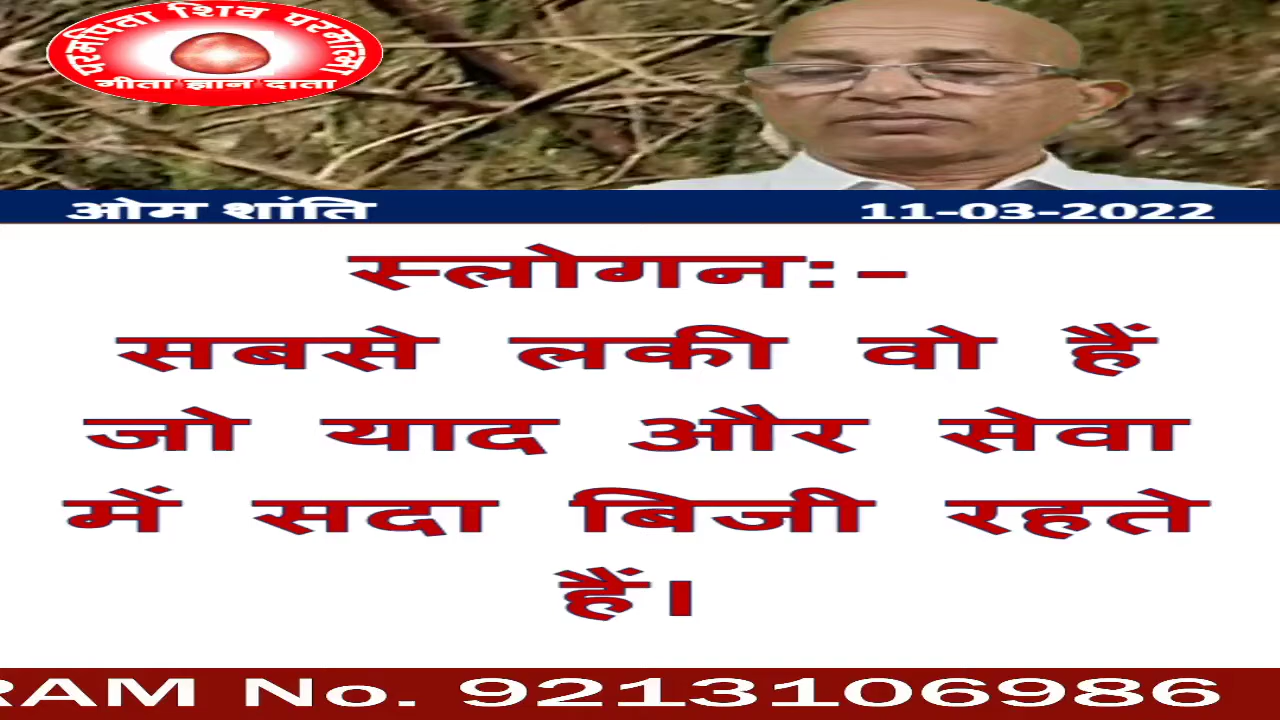 परमपिता शिव परमात्मा
गीता ज्ञान दाता
ओम शांति 11-03-2022
स्लोगन:-
सबसे लकी वो हैं
जो याद और सेवा
में सदा बिजी रहते
हैं।
RAM No. 9213106986